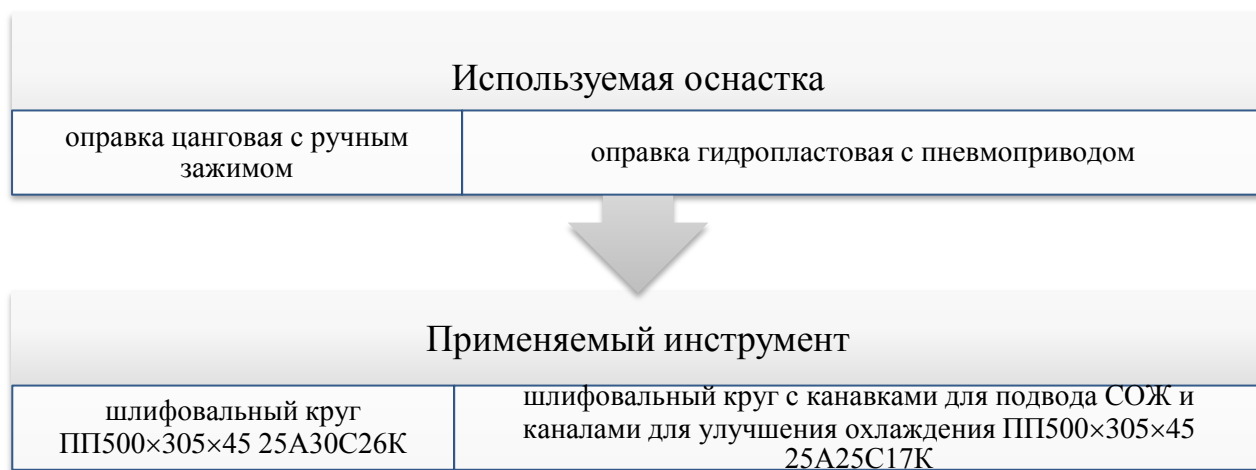 Используемая оснастка
оправка цанговая с ручным
зажимом
оправка гидропластовая с пневмоприводом
Применяемый инструмент
шлифовальный круг
ПП500×305×45 25А30С26К
шлифовальный круг с канавками для подвода СОЖ и
каналами для улучшения охлаждения ПП500×305×45
25А25С17К